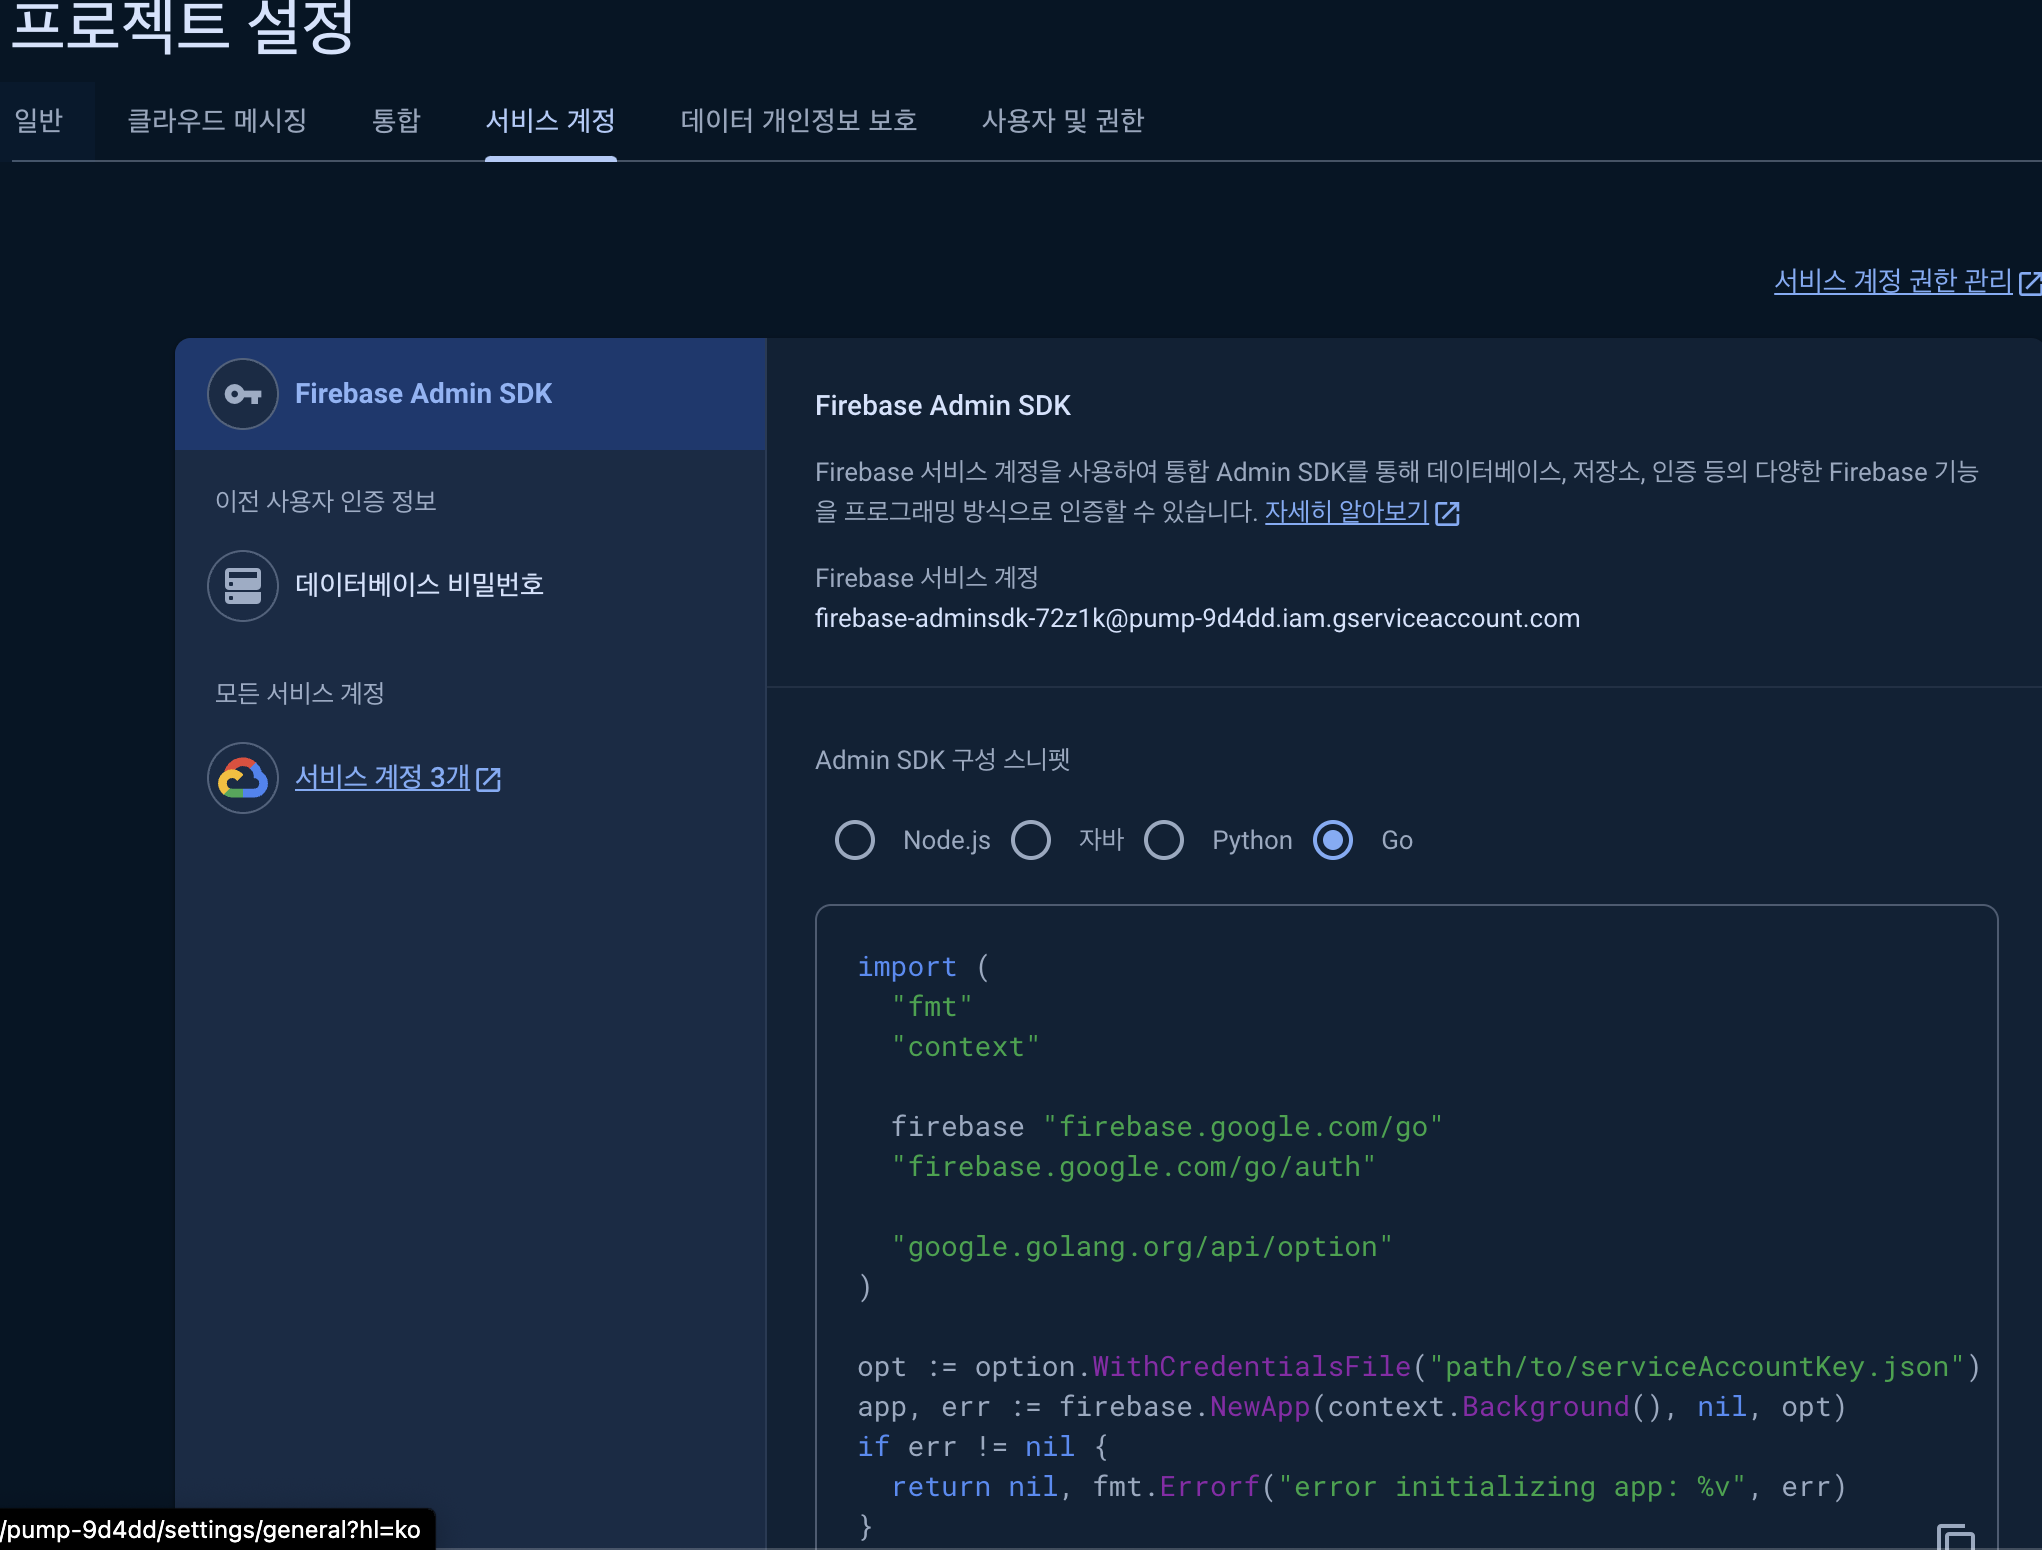 프로젝트 설정
일반
클라우드 메시징
통합
서비스 계정
데이터 개인정보 보호
사용자 및 권한
서비스 계정 권한 관리
Firebase Admin SDK
이전 사용자 인증 정보
데이터베이스 비밀번호
모든 서비스 계정
서비스 계정 3개
Firebase Admin SDK
Firebase 서비스 계정을 사용하여 통합 Admin SDK를 통해 데이터베이스, 저장소, 인증 등의 다양한 Firebase 기능
을 프로그래밍 방식으로 인증할 수 있습니다. 자세히 알아보기
Firebase 서비스 계정
firebase-adminsdk-72z1k@pump-9d4dd.iam.gserviceaccount.com
Admin SDK 구성 스니펫
Node.js
자바
Python
Go
import (
  "fmt"
  "context"

  firebase "firebase.google.com/go"
  "firebase.google.com/go/auth"

  "google.golang.org/api/option"
)

opt := option.WithCredentialsFile("path/to/serviceAccountKey.json")
app, err := firebase.NewApp(context.Background(), nil, opt)
if err != nil {
  return nil, fmt.Errorf("error initializing app: %v", err)
}
/pump-9d4dd/settings/general?hl=ko